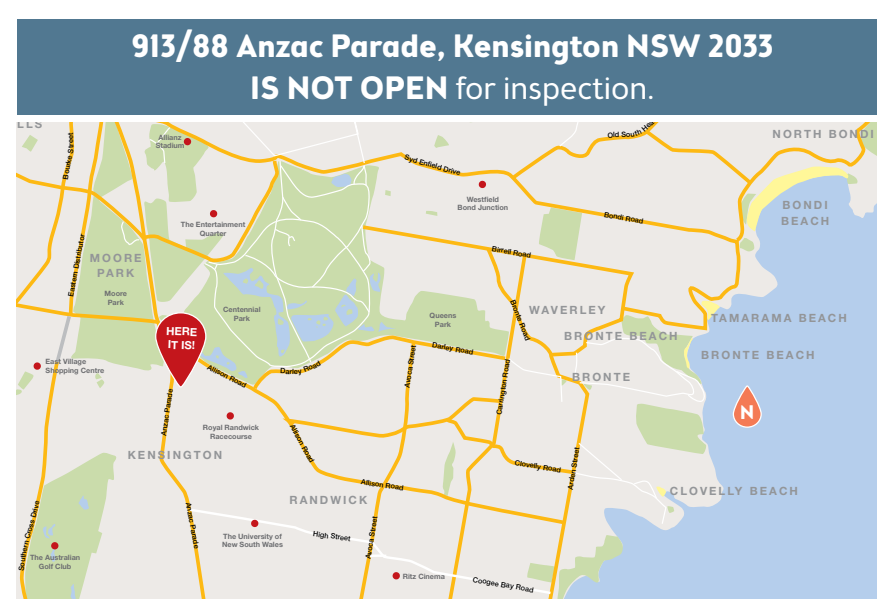 913/88 Anzac Parade, Kensington NSW 2033
IS NOT OPEN for inspection.
LLS
Allianz
Stadium
Bourke Street
Syd Enfield Drive
Old South Hea
NORTH BONDI
Westfield
Bond Junction
BONDI
BEACH
The Entertainment
Quarter
Bondi Road
Eastern Distributor
MOORE
PARK
Moore
Park
Birrell Road
Centennial
Park
Queens
Park
Bronte Road
WAVERLEY
TAMARAMA BEACH
HERE
IT IS!
BRONTE BEACH
BRONTE BEACH
East Village
Shopping Centre
Darley Road
Darley Road
Allison Road
Avoca Street
Carrington Road
BRONTE
N
Anzac Parade
Royal Randwick
Racecourse
Allison Road
KENSINGTON
Clovelly Road
Arden Street
Allison Road
RANDWICK
CLOVELLY BEACH
Southern Cross Drive
Anzac Parade
The University of
New South Wales
High Street
Avoca Street
The Australian
Golf Club
Ritz Cinema
Coogee Bay Road